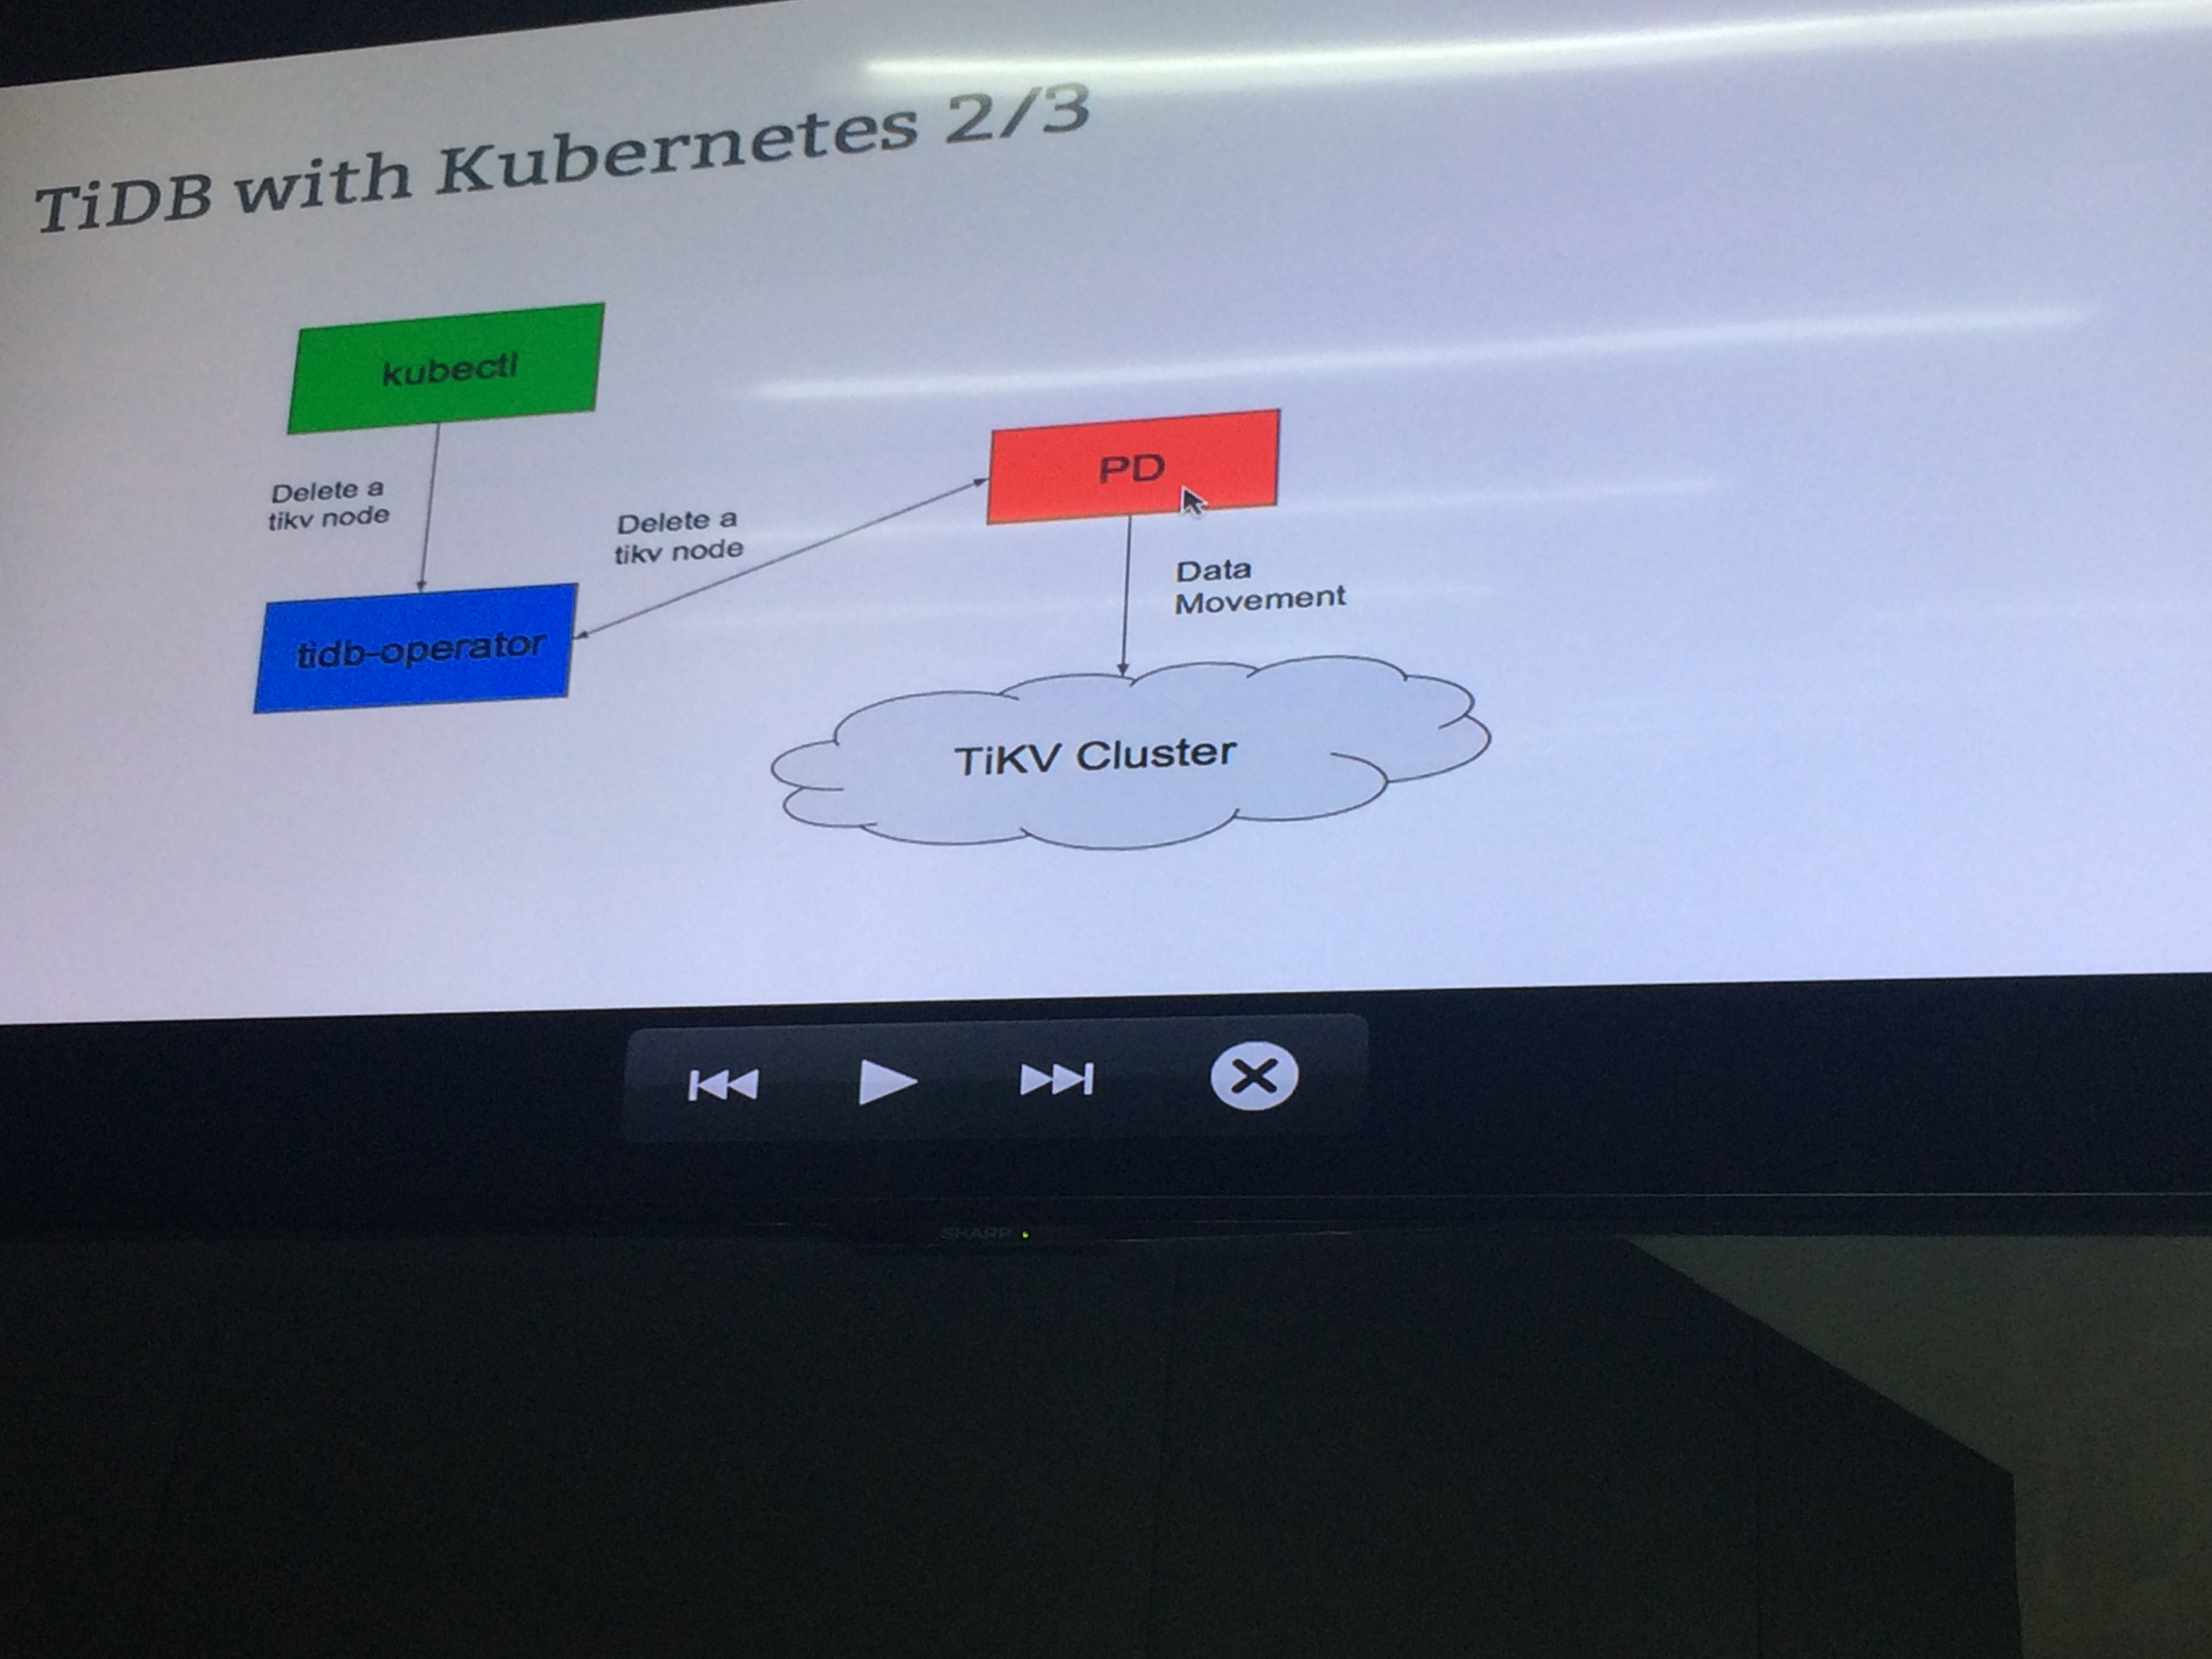 TiDB with Kubernetes 2/3
kubectl
Delete a
tikv node
Delete a
tikv node
PD
Data
Movement
tidb-operator
TiKV Cluster
SHARP